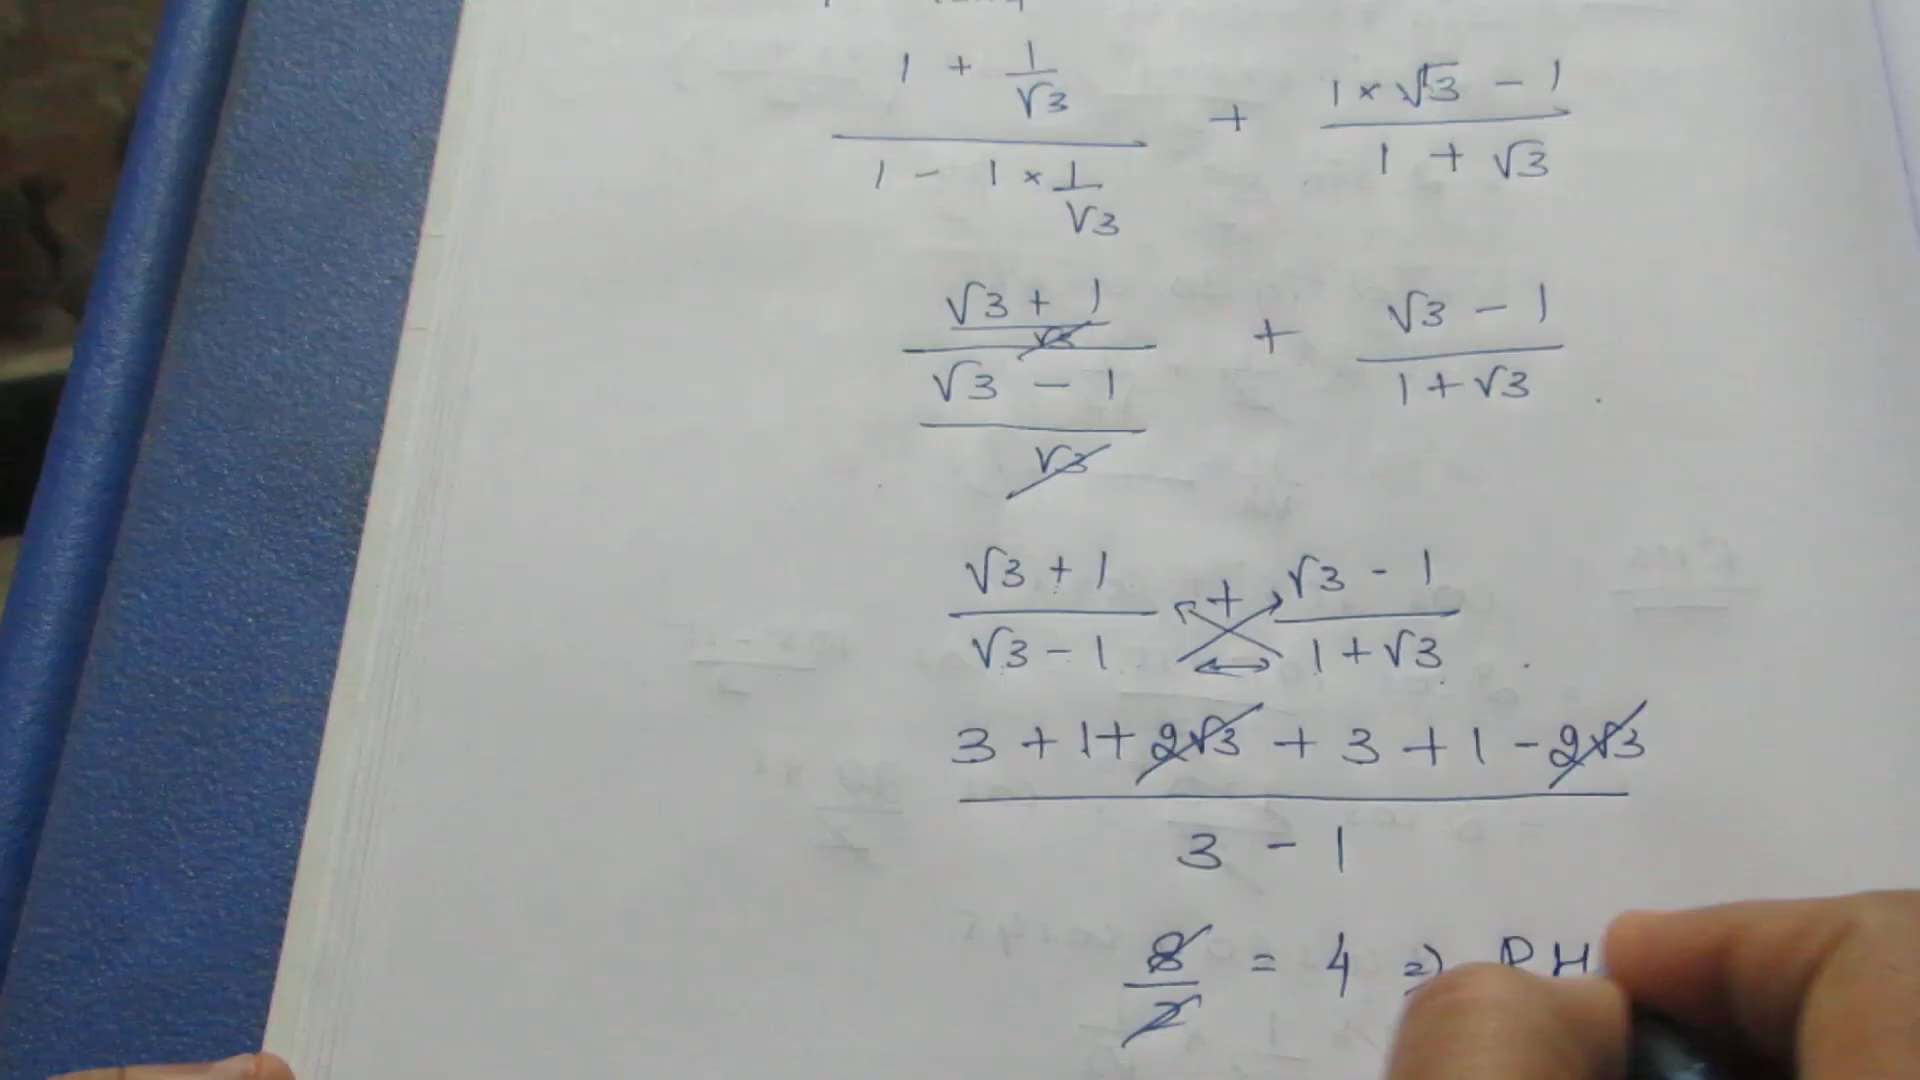 1 + 1/√3 / 1 - 1 × 1/√3 + 1 × √3 - 1 / 1 + √3
√3 + 1 / √3 / √3 - 1 / √3 + √3 - 1 / 1 + √3
√3 + 1 / √3 - 1 + √3 - 1 / 1 + √3
3 + 1 + 2√3 + 3 + 1 - 2√3
3 - 1
8/2 = 4 ⇒ RH